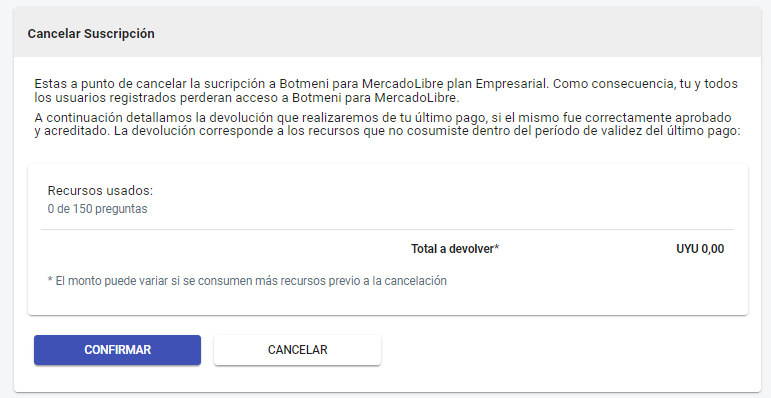 Cancelar Suscripción
Estas a punto de cancelar la sucripción a Botmeni para MercadoLibre plan Empresarial. Como consecuencia, tu y todos
los usuarios registrados perderan acceso a Botmeni para MercadoLibre.
A continuación detallamos la devolución que realizaremos de tu último pago, si el mismo fue correctamente aprobado
y acreditado. La devolución corresponde a los recursos que no cosumiste dentro del período de validez del último pago:
Recursos usados:
0 de 150 preguntas
Total a devolver* UYU 0,00
* El monto puede variar si se consumen más recursos previo a la cancelación
CONFIRMAR CANCELAR